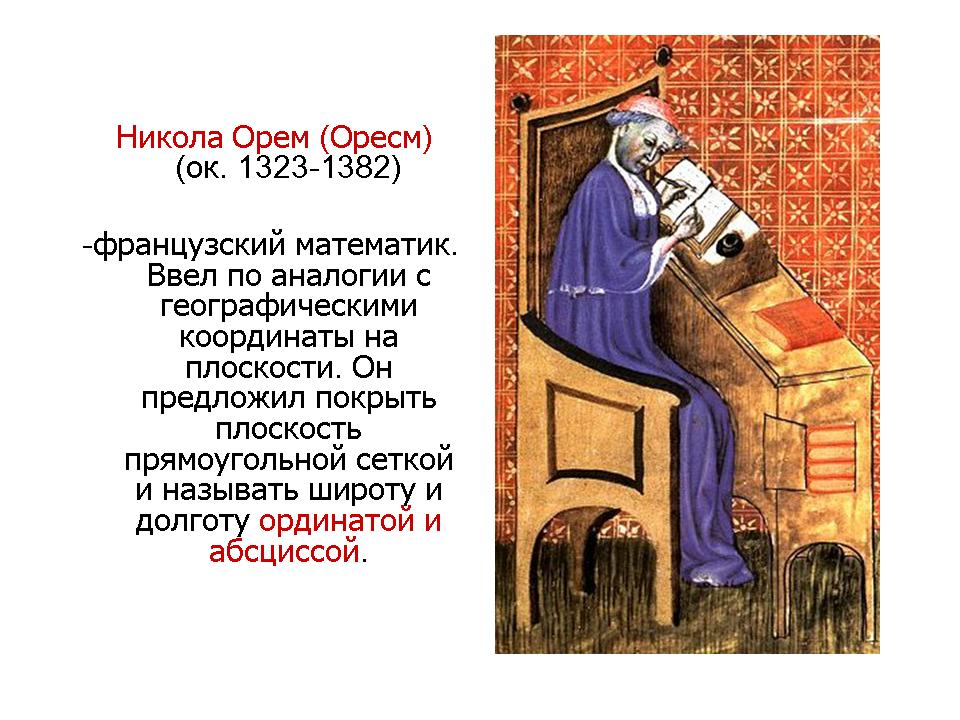 Никола Орем (Оресм)
(ок. 1323-1382)
-французский математик.
Ввел по аналогии с
географическими
координаты на
плоскости. Он
предложил покрыть
плоскость
прямоугольной сеткой
и называть широту и
долготу ординатой и
абсциссой.